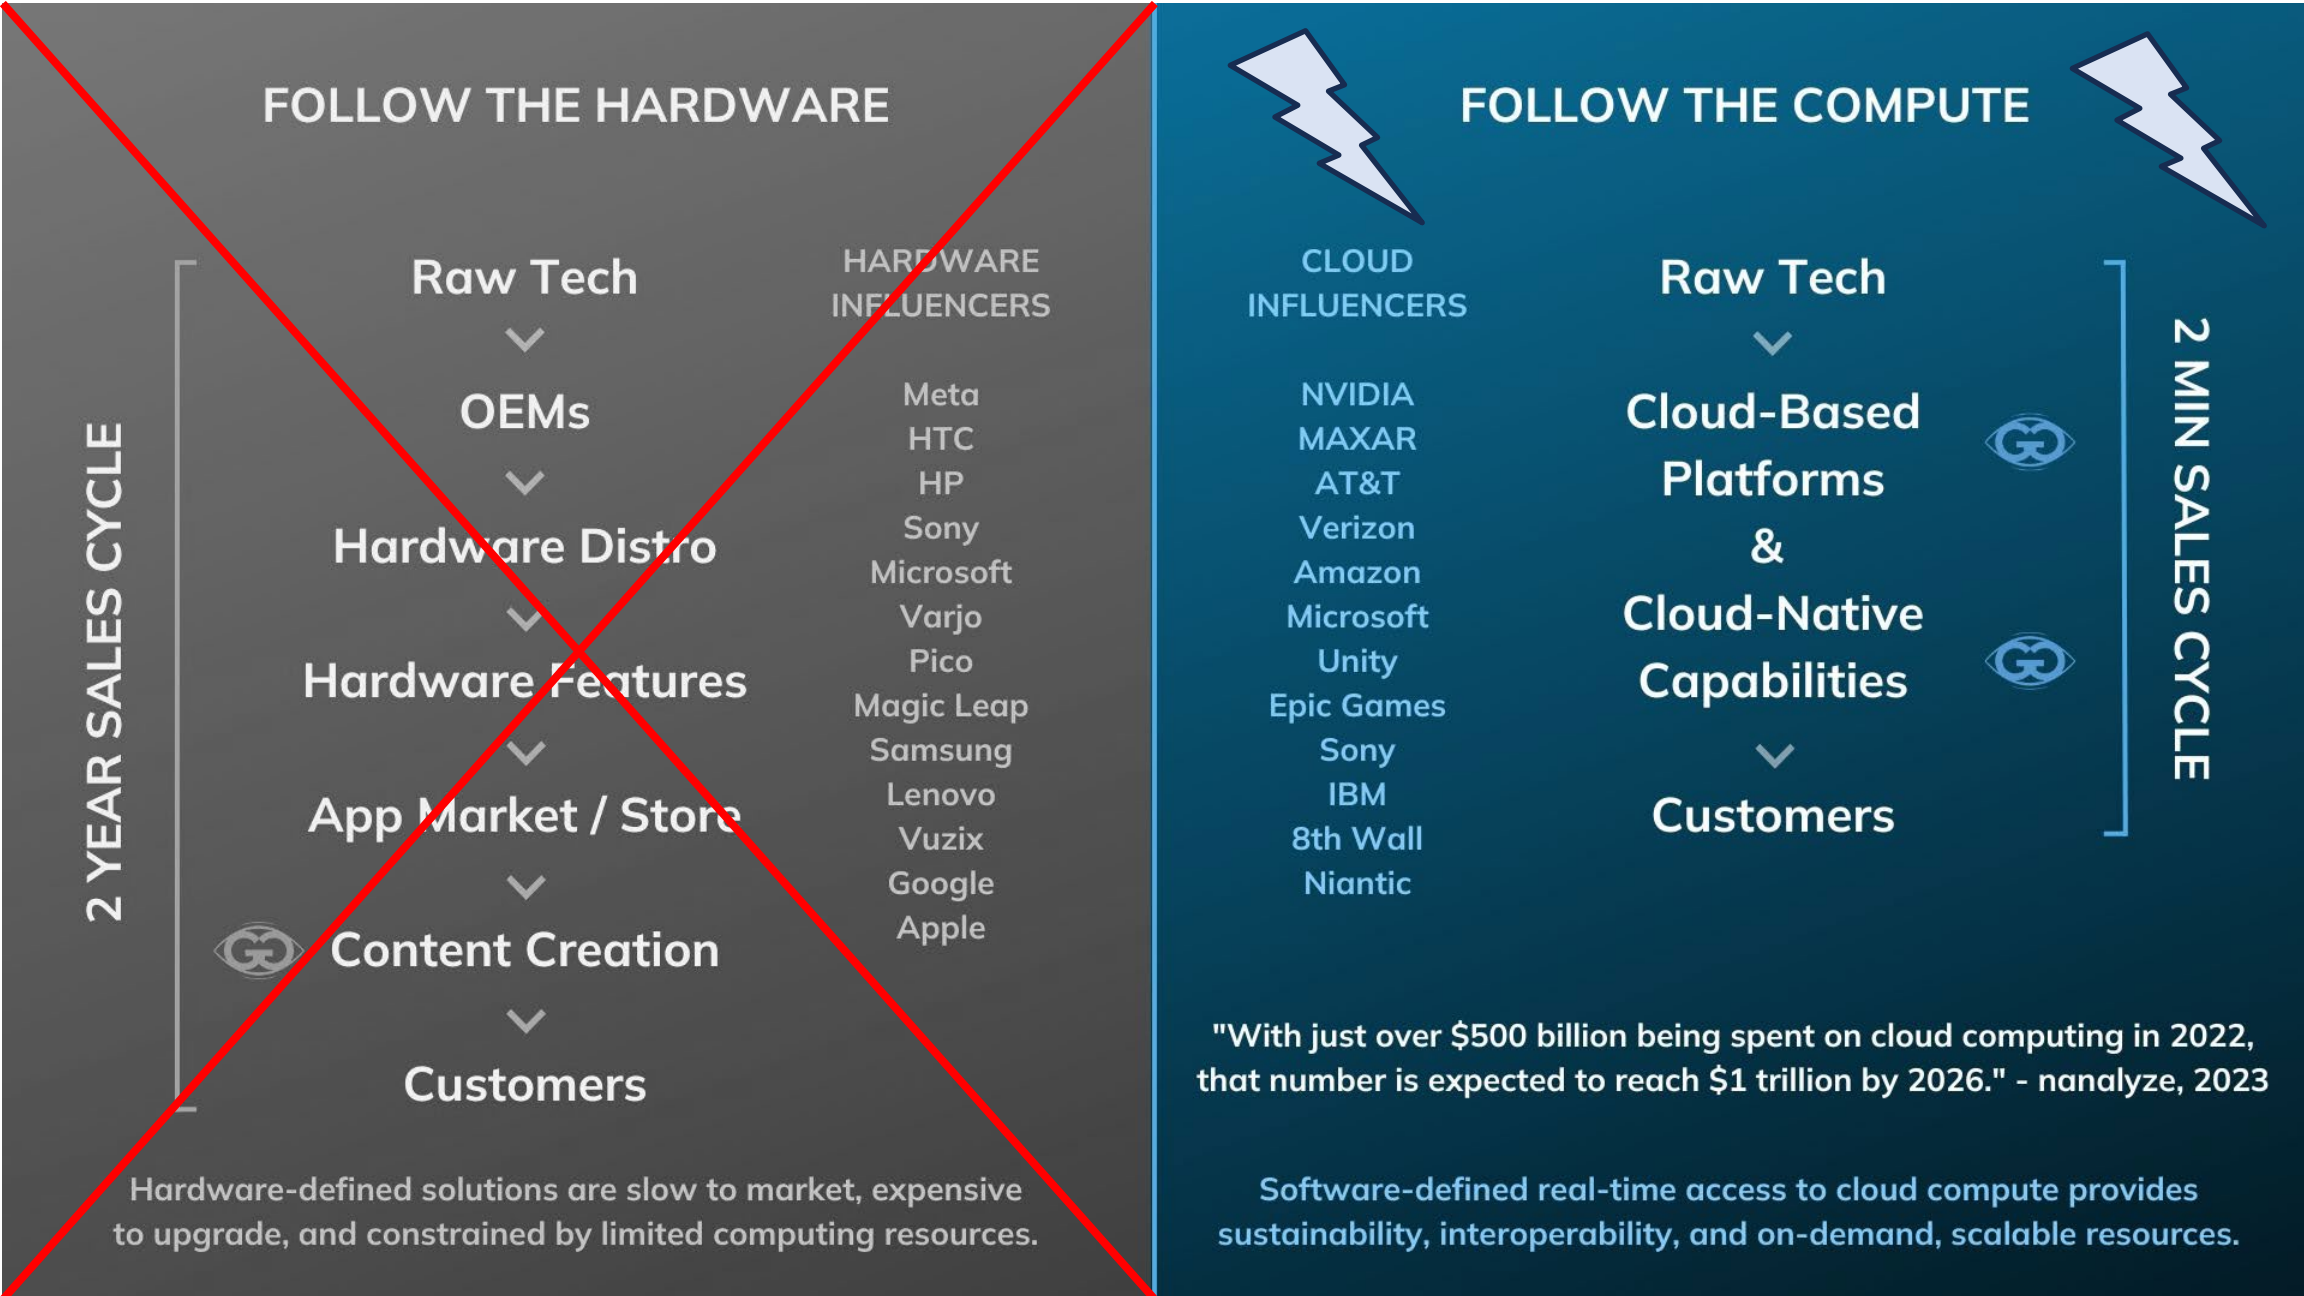 FOLLOW THE HARDWARE
2 YEAR SALES CYCLE
Raw Tech
OEMs
Hardware Distro
Hardware Features
App Market / Store
GG
Content Creation
Customers
HARDWARE
INFLUENCERS
Meta
HTC
HP
Sony
Microsoft
Varjo
Pico
Magic Leap
Samsung
Lenovo
Vuzix
Google
Apple
Hardware-defined solutions are slow to market, expensive
to upgrade, and constrained by limited computing resources.
FOLLOW THE COMPUTE
CLOUD
INFLUENCERS
NVIDIA
MAXAR
AT&T
Verizon
Amazon
Microsoft
Unity
Epic Games
Sony
IBM
8th Wall
Niantic
Raw Tech
Cloud-Based
Platforms
&
Cloud-Native
Capabilities
Customers
GG
GG
2 MIN SALES CYCLE
"With just over $500 billion being spent on cloud computing in 2022,
that number is expected to reach $1 trillion by 2026." - nanalyze, 2023
Software-defined real-time access to cloud compute provides
sustainability, interoperability, and on-demand, scalable resources.